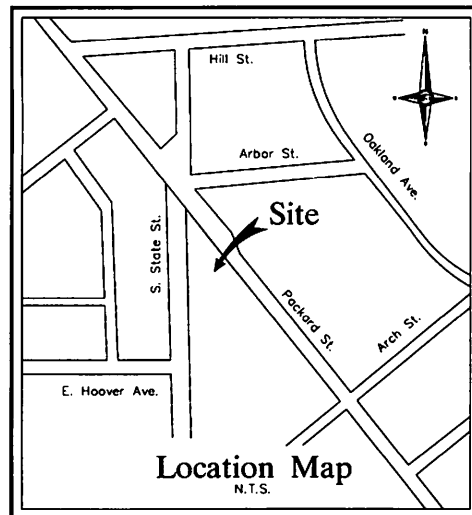 N
Hill St.
Oakland Ave.
Arbor St.
Site
S. State St.
Packard St.
Arch St.
E. Hoover Ave.
Location Map
N.T.S.